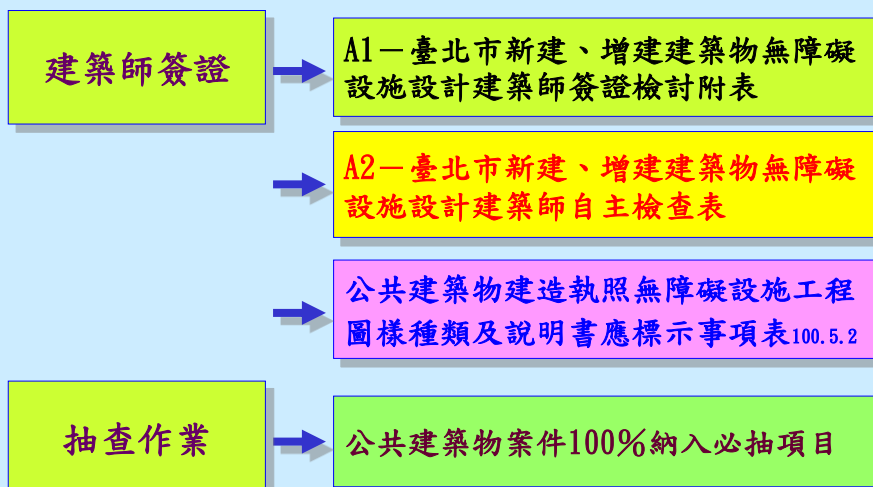 建築師簽證
A1－臺北市新建、增建建築物無障礙
設施設計建築師簽證檢討附表
A2－臺北市新建、增建建築物無障礙
設施設計建築師自主檢查表
公共建築物建造執照無障礙設施工程
圖樣種類及說明書應標示事項表100.5.2
抽查作業
公共建築物案件100%納入必抽項目